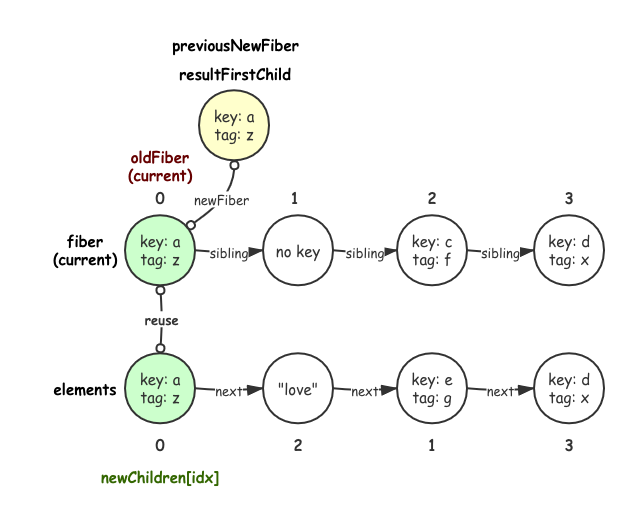 previousNewFiber
resultFirstChild
key: a
tag: z
oldFiber
(current)
newFiber
0
1
2
3
fiber
(current)
key: a
tag: z
sibling
no key
sibling
key: c
tag: f
sibling
key: d
tag: x
reuse
elements
key: a
tag: z
next
"love"
next
key: e
tag: g
next
key: d
tag: x
0
2
1
3
newChildren[idx]